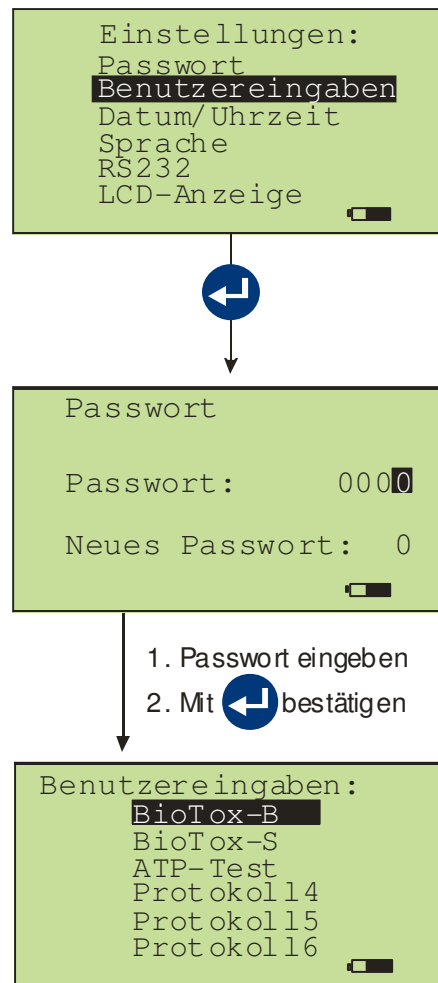 Einstellungen:
Passwort
Benutzereingaben
Datum/Uhrzeit
Sprache
RS232
LCD-Anzeige
Passwort
Passwort: 0000
Neues Passwort: 0
1. Passwort eingeben
2. Mit bestätigen
Benutzereingaben:
BioTox-B
BioTox-S
ATP-Test
Protokoll4
Protokoll5
Protokoll6